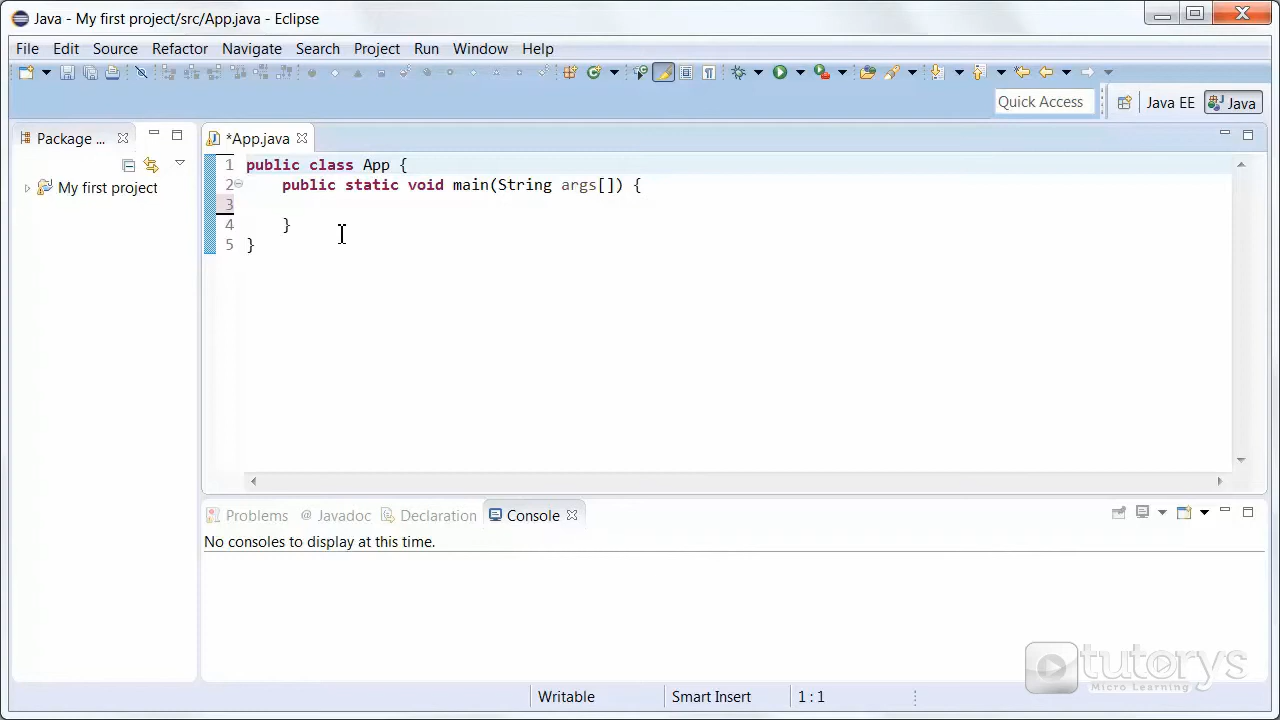 Java - My first project/src/App.java - Eclipse
File Edit Source Refactor Navigate Search Project Run Window Help
Quick Access Java EE Java
Package ... *App.java
My first project
1 public class App {
2 public static void main(String args[]) {
3
4 }
5 }
Problems @ Javadoc Declaration Console
No consoles to display at this time.
tutorys
Micro Learning
Writable Smart Insert 1 : 1